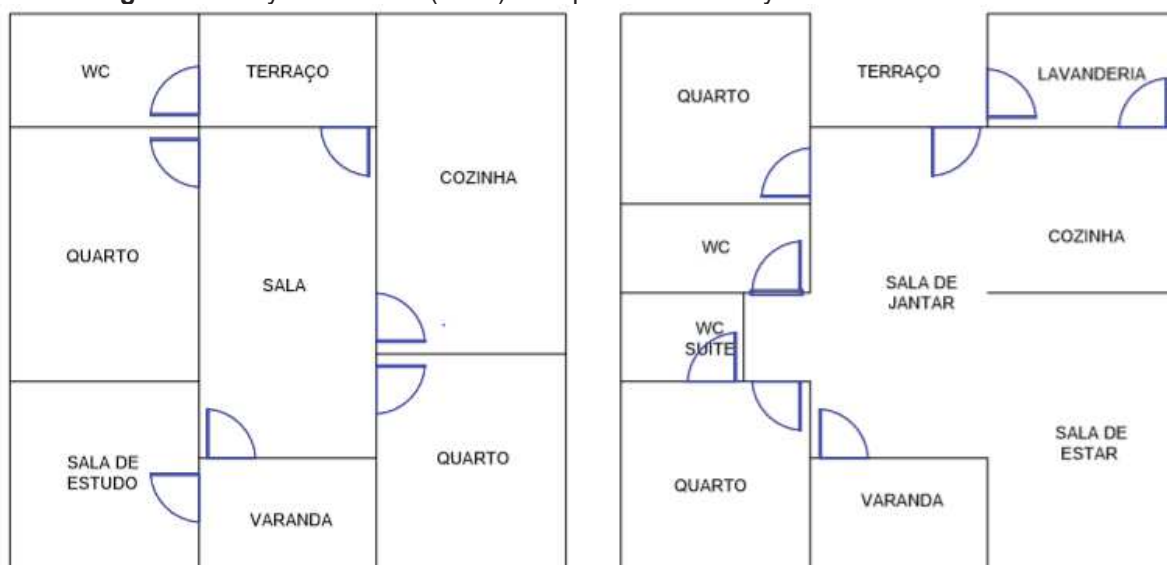 WC
TERRAÇO
COZINHA
QUARTO
SALA
SALA DE
ESTUDO
QUARTO
VARANDA
QUARTO
TERRAÇO
LAVANDERIA
WC
COZINHA
SALA DE
JANTAR
WC
SUÍTE
SALA DE
ESTAR
QUARTO
VARANDA